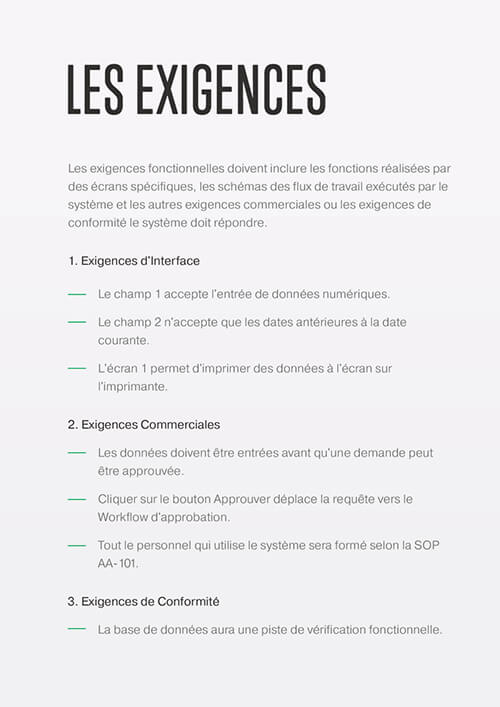 LES EXIGENCES
Les exigences fonctionnelles doivent inclure les fonctions réalisées par
des écrans spécifiques, les schémas des flux de travail exécutés par le
système et les autres exigences commerciales ou les exigences de
conformité le système doit répondre.
1. Exigences d'Interface
— Le champ 1 accepte l'entrée de données numériques.
— Le champ 2 n'accepte que les dates antérieures à la date
courante.
— L'écran 1 permet d'imprimer des données à l'écran sur
l'imprimante.
2. Exigences Commerciales
— Les données doivent être entrées avant qu'une demande peut
être approuvée.
— Cliquer sur le bouton Approuver déplace la requête vers le
Workflow d'approbation.
— Tout le personnel qui utilise le système sera formé selon la SOP
AA-101.
3. Exigences de Conformité
— La base de données aura une piste de vérification fonctionnelle.